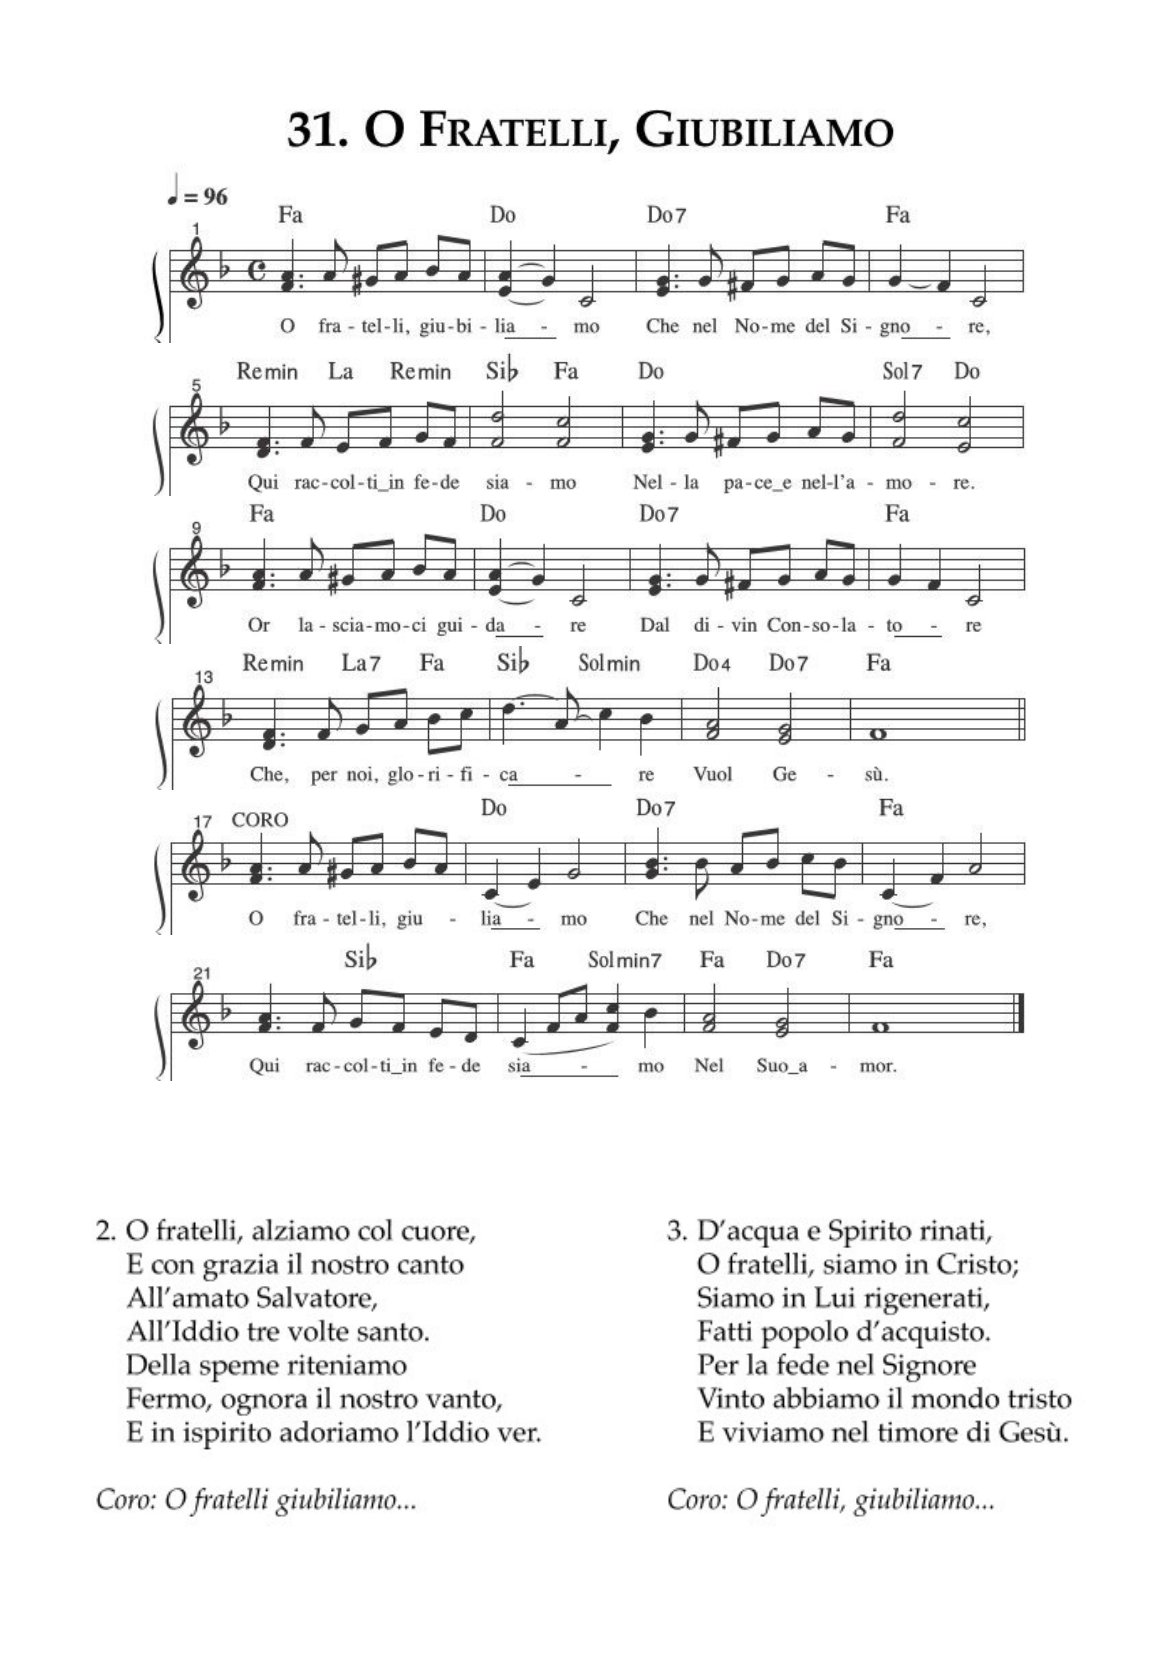 31. O Fratelli, Giubiliamo
= 96
Fa Do Do7 Fa
1
O fra - tel - li, giu - bi - lia - mo Che nel No - me del Si - gno - re,
Remin La Remin Si♭ Fa Do Sol7 Do
5
Qui rac - col - ti_in fe - de sia - mo Nel - la pa - ce_e nel - l'a - mo - re.
Fa Do Do7 Fa
9
Or la - scia - mo - ci gui - da - re Dal di - vin Con - so - la - to - re
Remin La7 Fa Si♭ Solmin Do4 Do7 Fa
13
Che, per noi, glo - ri - fi - ca - re Vuol Ge - sù.
Do Do7 Fa
17 CORO
O fra - tel - li, giu - lia - mo Che nel No - me del Si - gno - re,
Si♭ Fa Solmin7 Fa Do7 Fa
21
Qui rac - col - ti_in fe - de sia - mo Nel Suo_a - mor.
2. O fratelli, alziamo col cuore,
E con grazia il nostro canto
All'amato Salvatore,
All'Iddio tre volte santo.
Della speme riteniamo
Fermo, ognora il nostro vanto,
E in ispirito adoriamo l'Iddio ver.
Coro: O fratelli giubiliamo...
3. D'acqua e Spirito rinati,
O fratelli, siamo in Cristo;
Siamo in Lui rigenerati,
Fatti popolo d'acquisto.
Per la fede nel Signore
Vinto abbiamo il mondo tristo
E viviamo nel timore di Gesù.
Coro: O fratelli, giubiliamo...